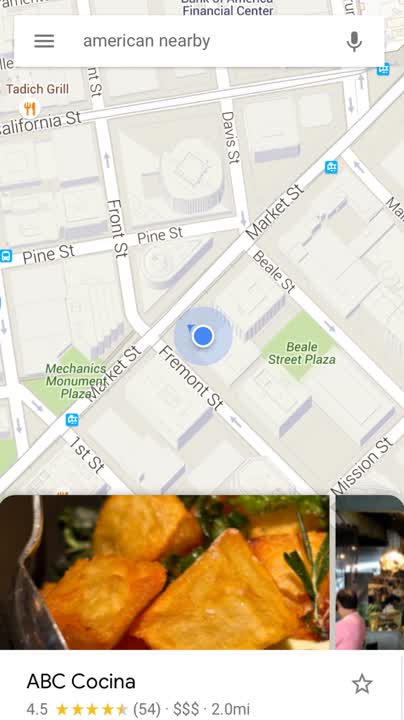 Bank of America
Financial Center
american nearby
Tadich Grill
California St
Front St
Davis St
Market St
Pine St
Pine St
Beale St
Beale
Street Plaza
Mechanics
Monument
Plaza
Market St
Fremont St
1st St
Mission St
ABC Cocina
4.5 (54) · $$$ · 2.0mi